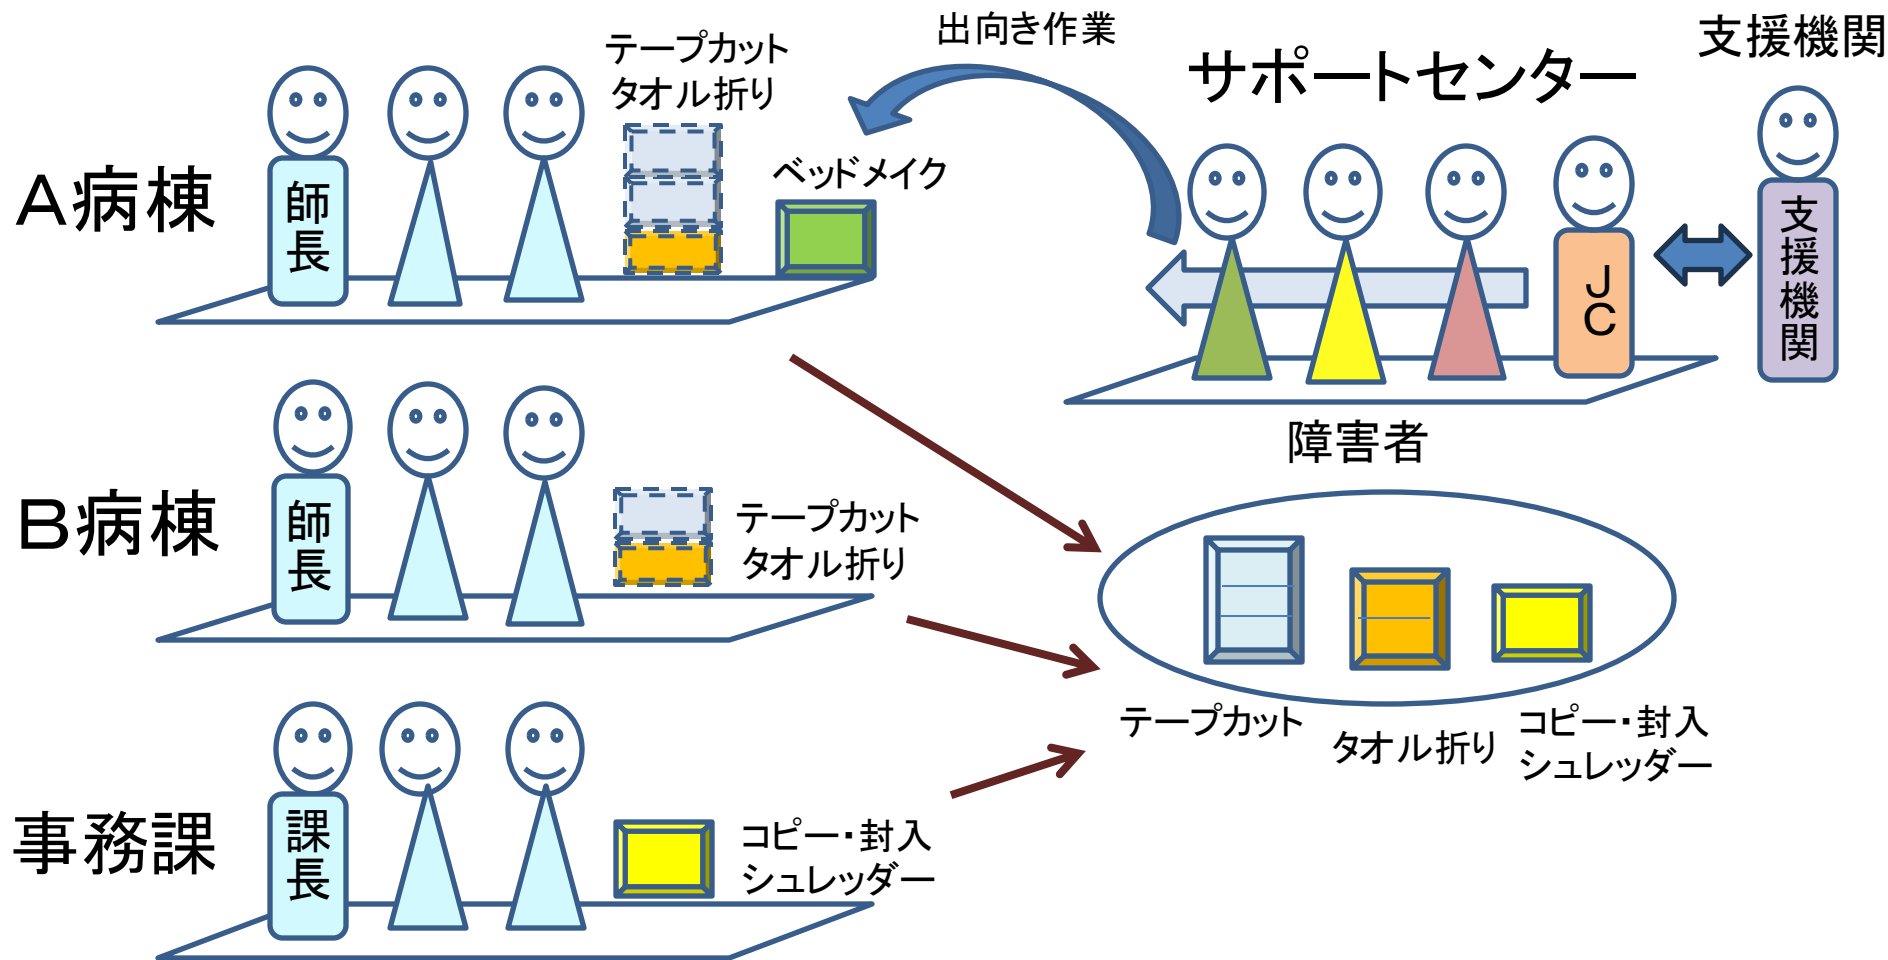 出向き作業
支援機関
テープカット
タオル折り
サポートセンター
A病棟
師長
ベッドメイク
JC
支援機関
障害者
B病棟
師長
テープカット
タオル折り
テープカット
タオル折り
コピー・封入
シュレッダー
事務課
課長
コピー・封入
シュレッダー